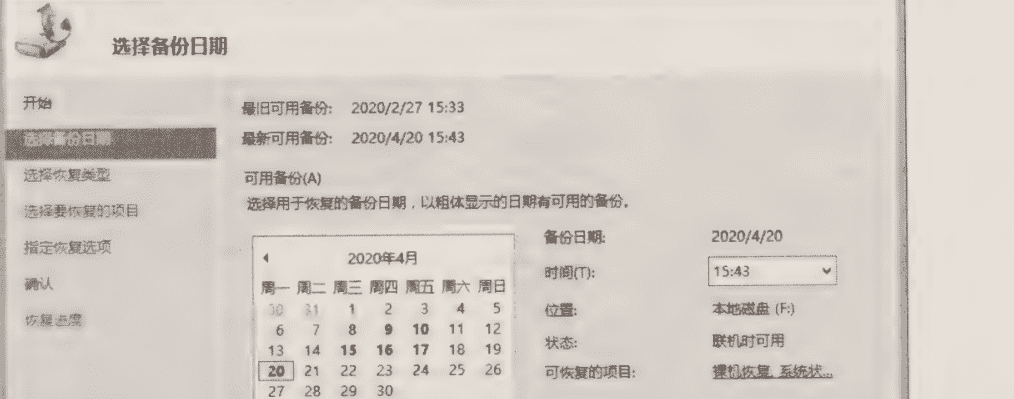 选择备份日期
开始
选择备份日期
选择恢复类型
选择要恢复的项目
指定恢复选项
确认
恢复进度
最旧可用备份: 2020/2/27 15:33
最新可用备份: 2020/4/20 15:43
可用备份(A)
选择用于恢复的备份日期，以粗体显示的日期有可用的备份。
2020年4月
周一 周二 周三 周四 周五 周六 周日
30 31 1 2 3 4 5
6 7 8 9 10 11 12
13 14 15 16 17 18 19
20 21 22 23 24 25 26
27 28 29 30
备份日期: 2020/4/20
时间(T): 15:43
位置: 本地磁盘 (F:)
状态: 联机时可用
可恢复的项目: 裸机恢复, 系统状...